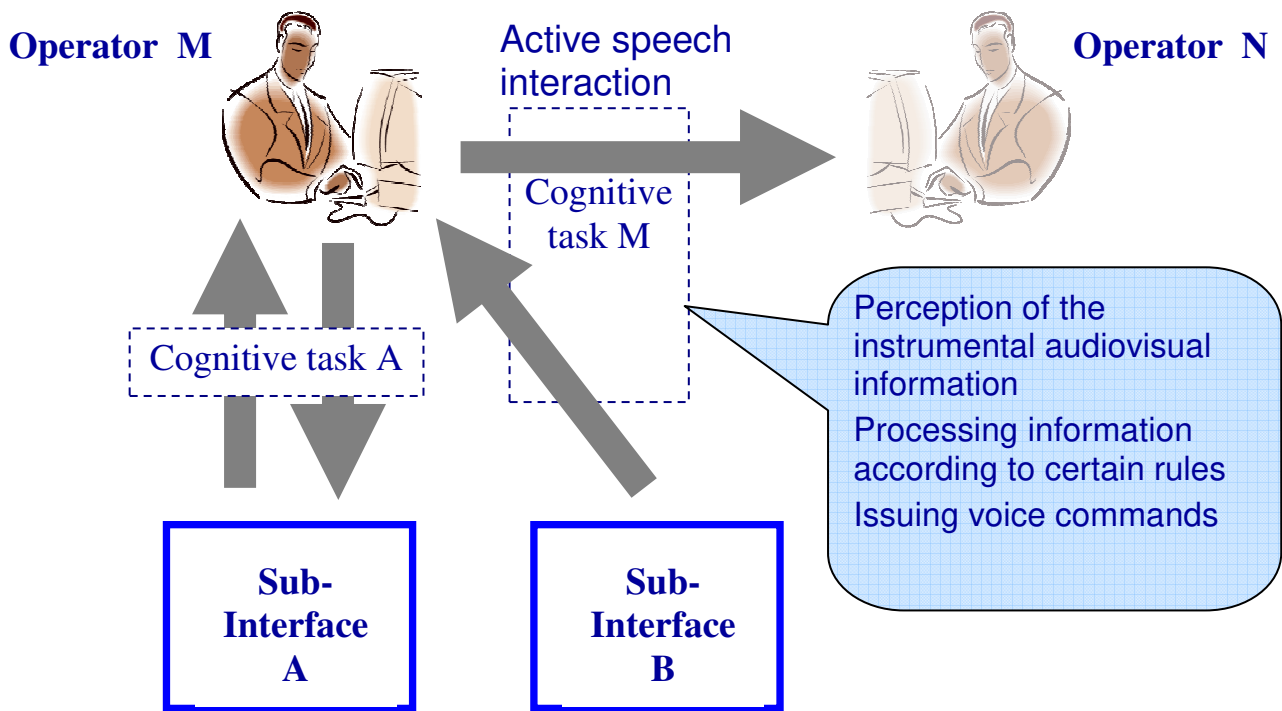 Operator M
Active speech
interaction
Operator N
Cognitive
task M
Cognitive task A
Perception of the
instrumental audiovisual
information
Processing information
according to certain rules
Issuing voice commands
Sub-
Interface
A
Sub-
Interface
B